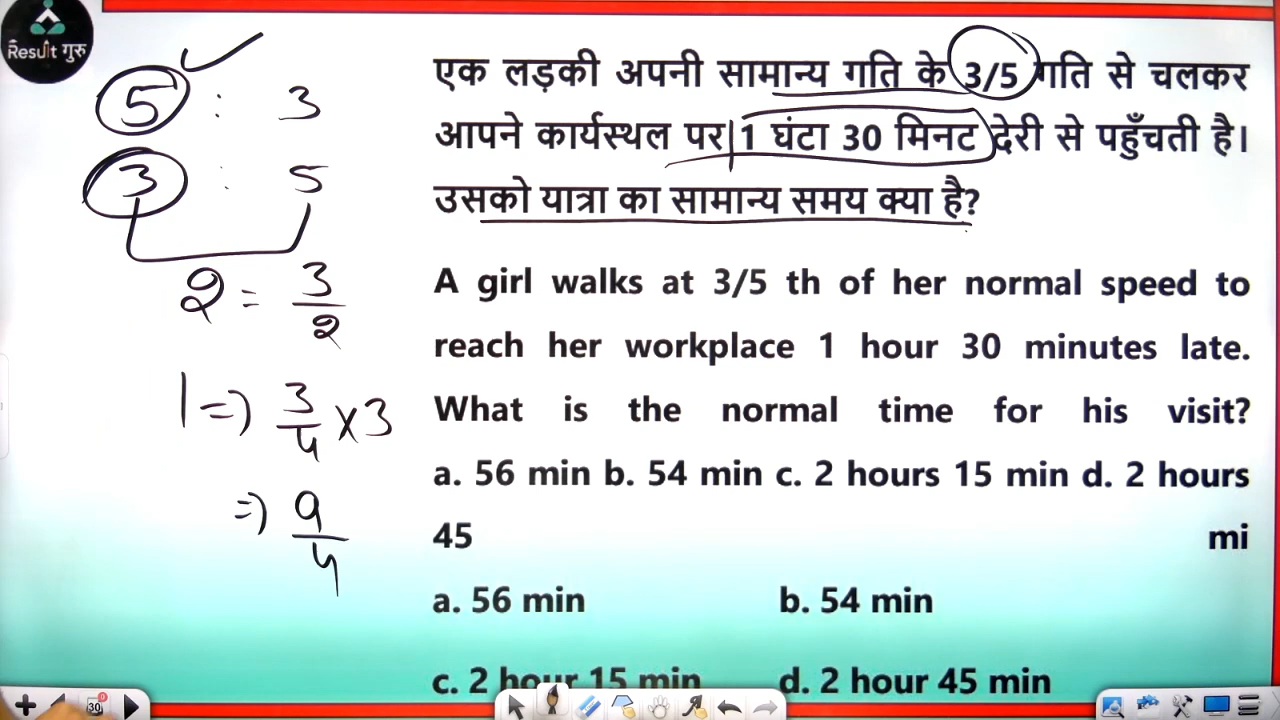 Result गुरु
5 : 3
3 : 5
2 = 3/2
1 => 3/4 x 3
=> 9/4
एक लड़की अपनी सामान्य गति के 3/5 गति से चलकर
आपने कार्यस्थल पर 1 घंटा 30 मिनट देरी से पहुँचती है।
उसको यात्रा का सामान्य समय क्या है?
A girl walks at 3/5 th of her normal speed to
reach her workplace 1 hour 30 minutes late.
What is the normal time for his visit?
a. 56 min b. 54 min c. 2 hours 15 min d. 2 hours
45 mi
a. 56 min b. 54 min
c. 2 hour 15 min d. 2 hour 45 min
30